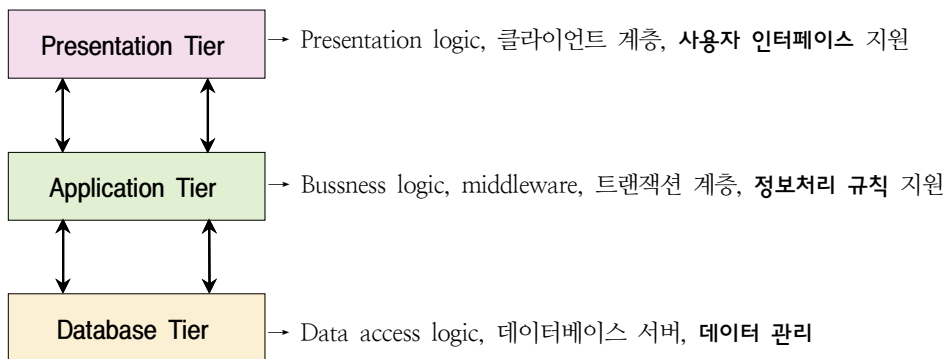 Presentation Tier → Presentation logic, 클라이언트 계층, 사용자 인터페이스 지원
Application Tier → Bussness logic, middleware, 트랜잭션 계층, 정보처리 규칙 지원
Database Tier → Data access logic, 데이터베이스 서버, 데이터 관리